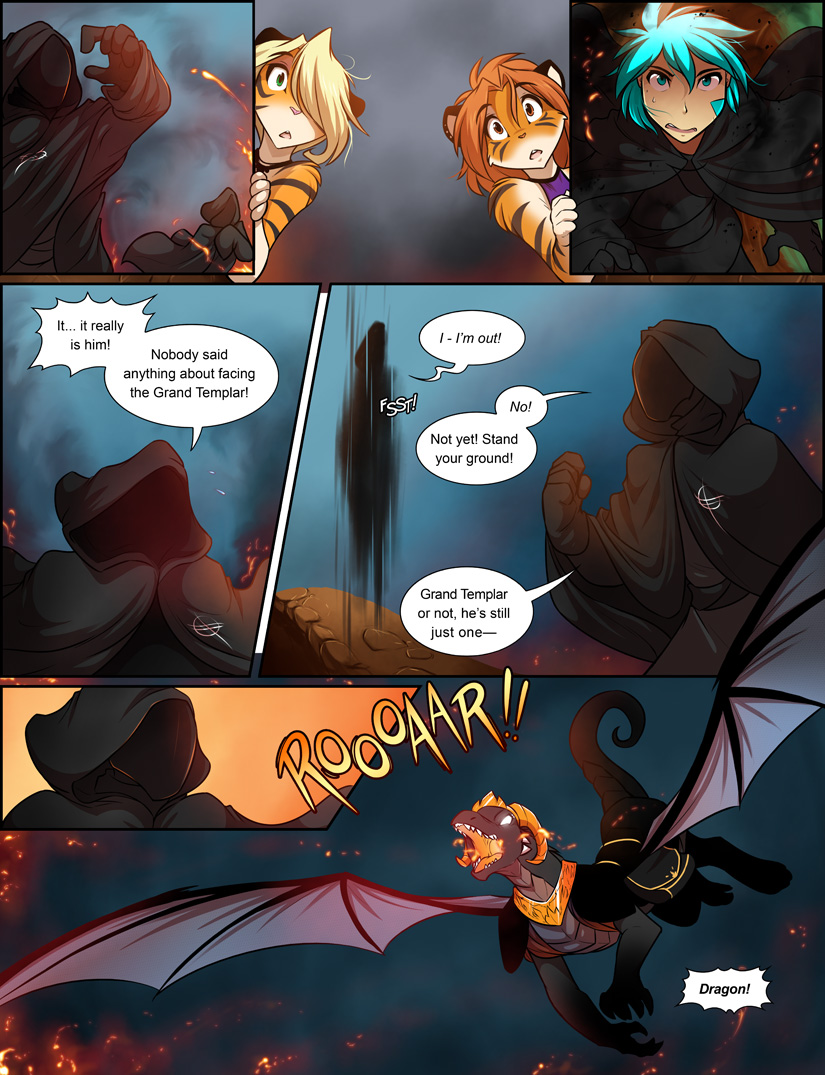 It... it really
is him!
Nobody said
anything about facing
the Grand Templar!
I - I'm out!
FSST!
No!
Not yet! Stand
your ground!
Grand Templar
or not, he's still
just one—
ROOOAAR!!
Dragon!